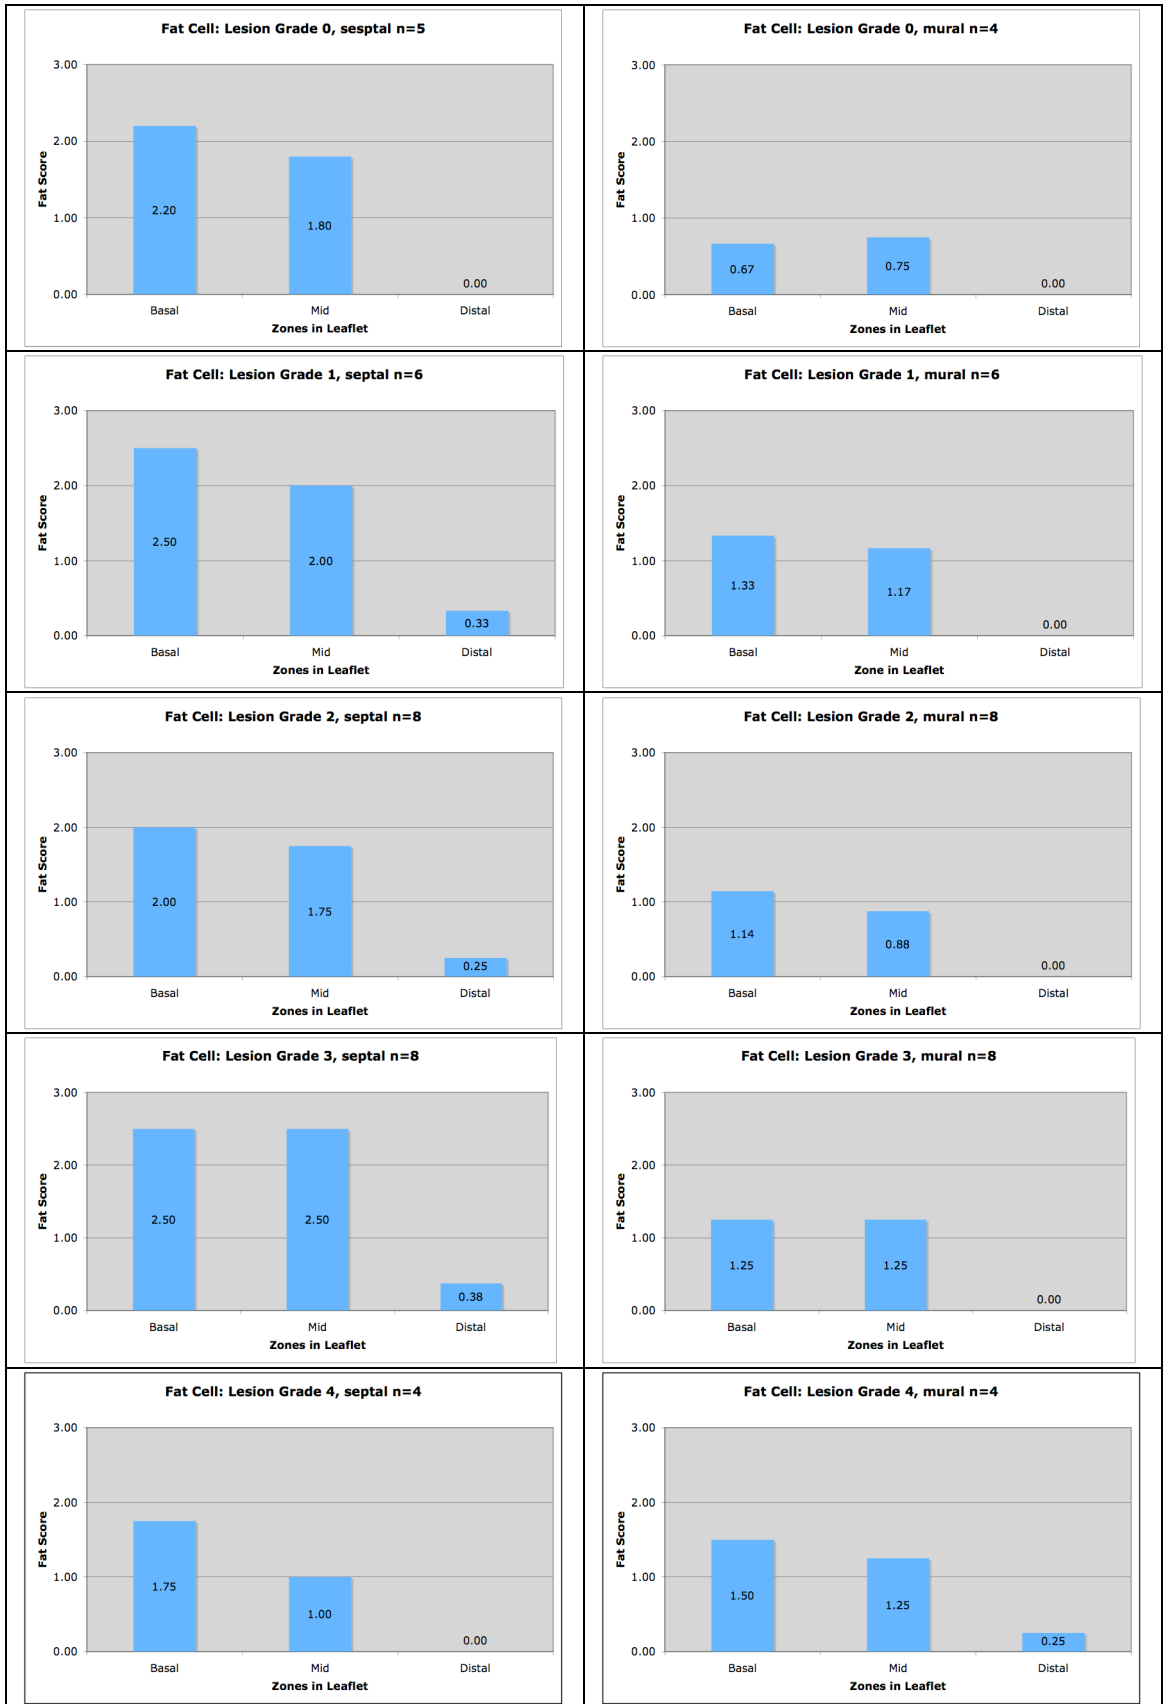 Fat Cell: Lesion Grade 0, sesptal n=5
3.00
2.00
1.00
0.00
Fat Score
2.20
1.80
0.00
Basal Mid Distal
Zones in Leaflet
Fat Cell: Lesion Grade 0, mural n=4
3.00
2.00
1.00
0.00
Fat Score
0.67
0.75
0.00
Basal Mid Distal
Zones in Leaflet
Fat Cell: Lesion Grade 1, septal n=6
3.00
2.00
1.00
0.00
Fat Score
2.50
2.00
0.33
Basal Mid Distal
Zones in Leaflet
Fat Cell: Lesion Grade 1, mural n=6
3.00
2.00
1.00
0.00
Fat Score
1.33
1.17
0.00
Basal Mid Distal
Zone in Leaflet
Fat Cell: Lesion Grade 2, septal n=8
3.00
2.00
1.00
0.00
Fat Score
2.00
1.75
0.25
Basal Mid Distal
Zones in Leaflet
Fat Cell: Lesion Grade 2, mural n=8
3.00
2.00
1.00
0.00
Fat Score
1.14
0.88
0.00
Basal Mid Distal
Zones in Leaflet
Fat Cell: Lesion Grade 3, septal n=8
3.00
2.00
1.00
0.00
Fat Score
2.50
2.50
0.38
Basal Mid Distal
Zones in Leaflet
Fat Cell: Lesion Grade 3, mural n=8
3.00
2.00
1.00
0.00
Fat Score
1.25
1.25
0.00
Basal Mid Distal
Zones in Leaflet
Fat Cell: Lesion Grade 4, septal n=4
3.00
2.00
1.00
0.00
Fat Score
1.75
1.00
0.00
Basal Mid Distal
Zones in Leaflet
Fat Cell: Lesion Grade 4, mural n=4
3.00
2.00
1.00
0.00
Fat Score
1.50
1.25
0.25
Basal Mid Distal
Zones in Leaflet